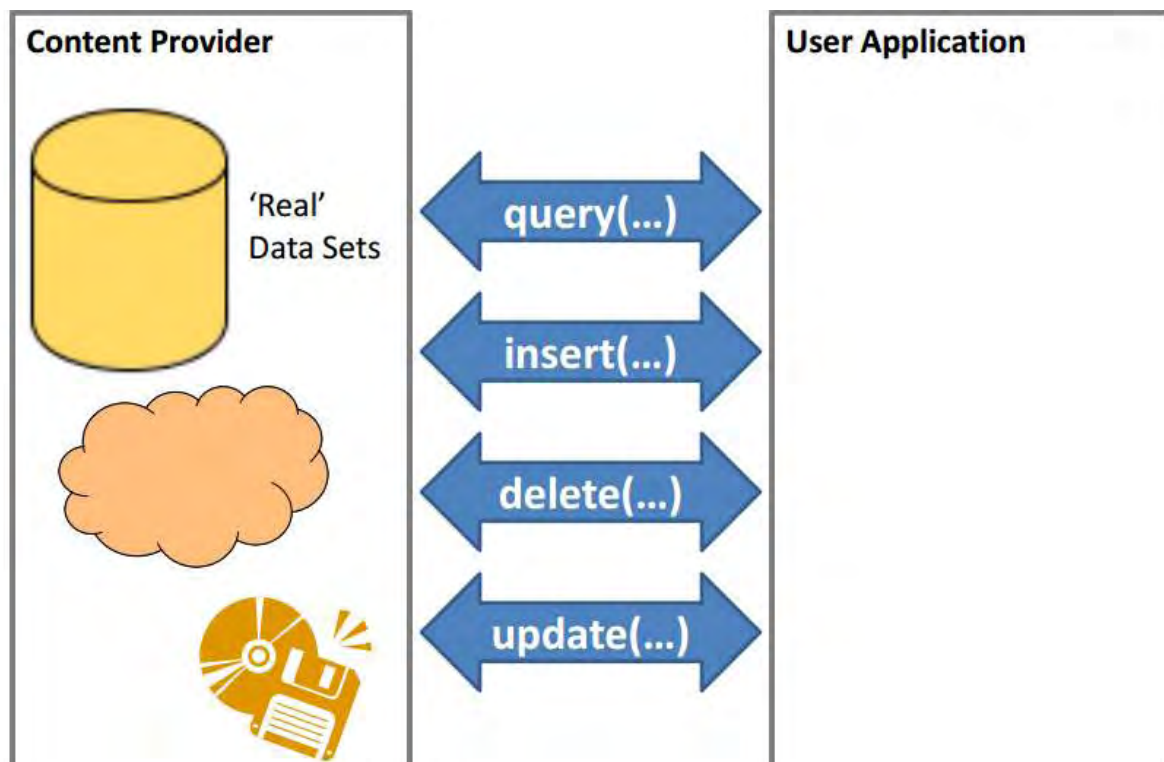 Content Provider
User Application
‘Real’
Data Sets
query(...)
insert(...)
delete(...)
update(...)